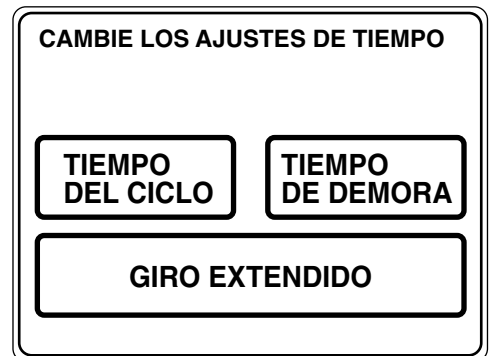 CAMBIE LOS AJUSTES DE TIEMPO
TIEMPO
DEL CICLO
TIEMPO
DE DEMORA
GIRO EXTENDIDO